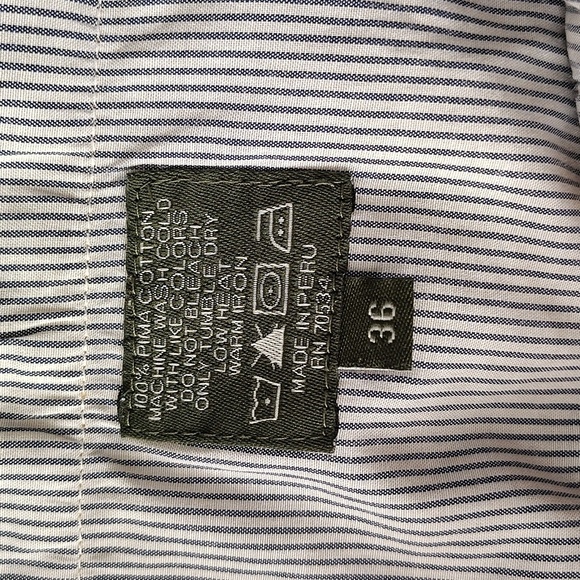 100% PIMA COTTON
MACHINE WASH COLD
WITH LIKE COLORS
DO NOT BLEACH
ONLY TUMBLE DRY
LOW HEAT
WARM IRON
MADE IN PERU
RN 70534
36